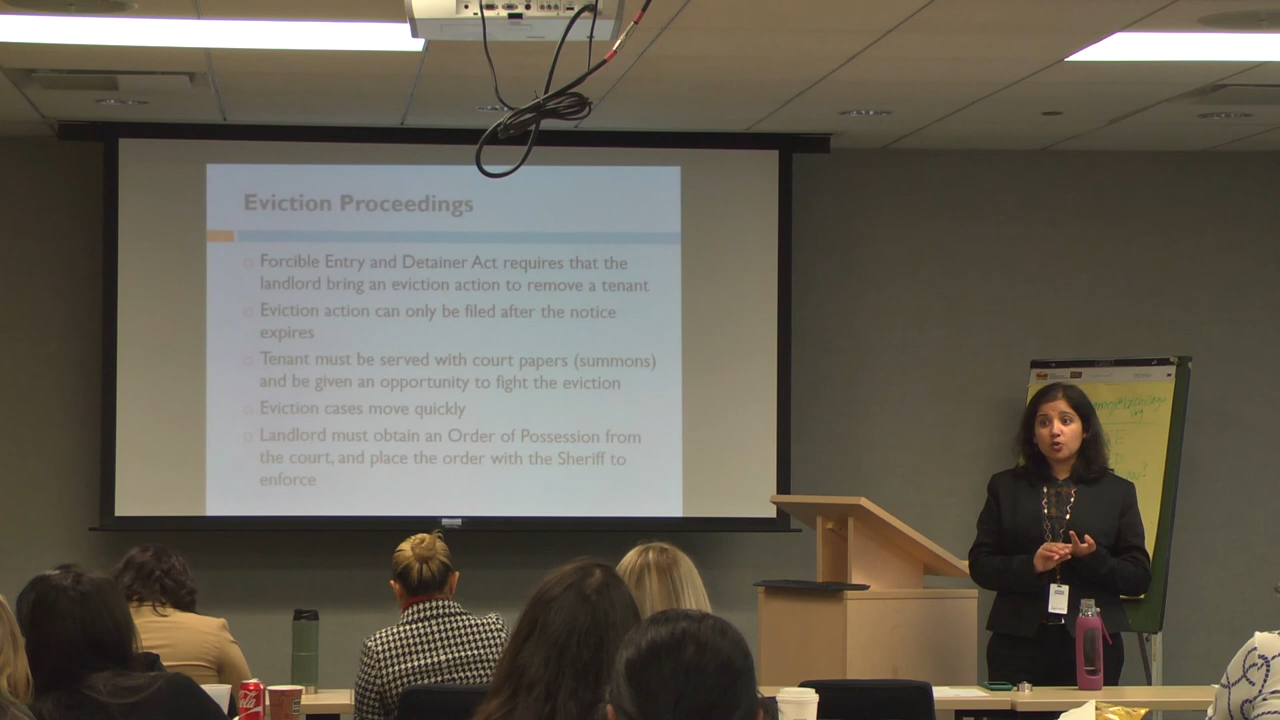 Eviction Proceedings
Forcible Entry and Detainer Act requires that the
landlord bring an eviction action to remove a tenant
Eviction action can only be filed after the notice
expires
Tenant must be served with court papers (summons)
and be given an opportunity to fight the eviction
Eviction cases move quickly
Landlord must obtain an Order of Possession from
the court, and place the order with the Sheriff to
enforce